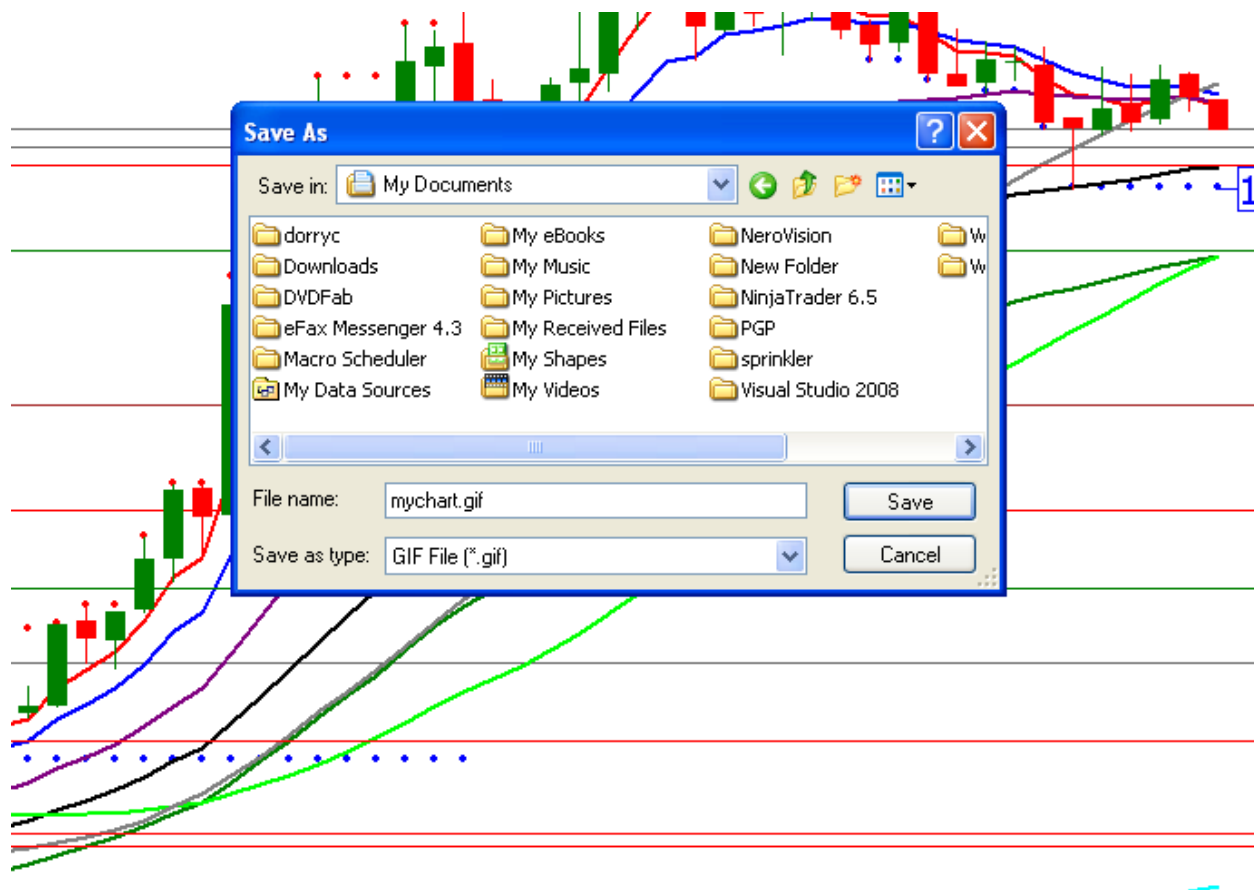 Save As
Save in: My Documents
dorryc My eBooks NeroVision W
Downloads My Music New Folder W
DVDFab My Pictures NinjaTrader 6.5
eFax Messenger 4.3 My Received Files PGP
Macro Scheduler My Shapes sprinkler
My Data Sources My Videos Visual Studio 2008
File name: mychart.gif Save
Save as type: GIF File (*.gif) Cancel
1